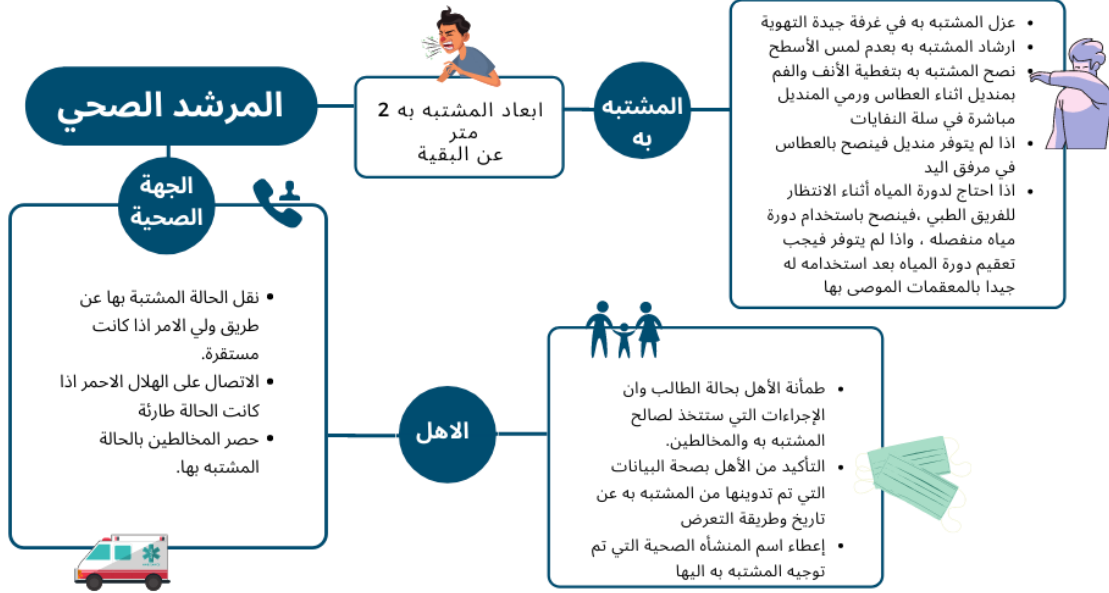 المرشد الصحي
ابعاد المشتبه به 2
متر
عن البقية
المشتبه
به
• عزل المشتبه به في غرفة جيدة التهوية
• ارشاد المشتبه به بعدم لمس الأسطح
• نصح المشتبه به بتغطية الأنف والفم
بمنديل اثناء العطاس ورمي المنديل
مباشرة في سلة النفايات
• اذا لم يتوفر منديل فينصح بالعطاس
في مرفق اليد
• اذا احتاج لدورة المياه أثناء الانتظار
للفريق الطبي ،فينصح باستخدام دورة
مياه منفصله ، واذا لم يتوفر فيجب
تعقيم دورة المياه بعد استخدامه له
جيدا بالمعقمات الموصى بها
الجهة
الصحية
• نقل الحالة المشتبة بها عن
طريق ولي الامر اذا كانت
مستقرة.
• الاتصال على الهلال الاحمر اذا
كانت الحالة طارئة
• حصر المخالطين بالحالة
المشتبه بها.
الاهل
• طمأنة الأهل بحالة الطالب وان
الإجراءات التي ستتخذ لصالح
المشتبه به والمخالطين.
• التأكيد من الأهل بصحة البيانات
التي تم تدوينها من المشتبه به عن
تاريخ وطريقة التعرض
• إعطاء اسم المنشأه الصحية التي تم
توجيه المشتبه به اليها